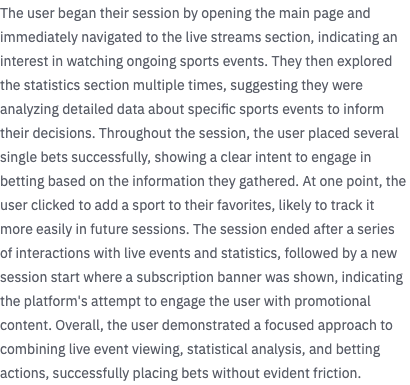 The user began their session by opening the main page and
immediately navigated to the live streams section, indicating an
interest in watching ongoing sports events. They then explored
the statistics section multiple times, suggesting they were
analyzing detailed data about specific sports events to inform
their decisions. Throughout the session, the user placed several
single bets successfully, showing a clear intent to engage in
betting based on the information they gathered. At one point, the
user clicked to add a sport to their favorites, likely to track it
more easily in future sessions. The session ended after a series
of interactions with live events and statistics, followed by a new
session start where a subscription banner was shown, indicating
the platform's attempt to engage the user with promotional
content. Overall, the user demonstrated a focused approach to
combining live event viewing, statistical analysis, and betting
actions, successfully placing bets without evident friction.